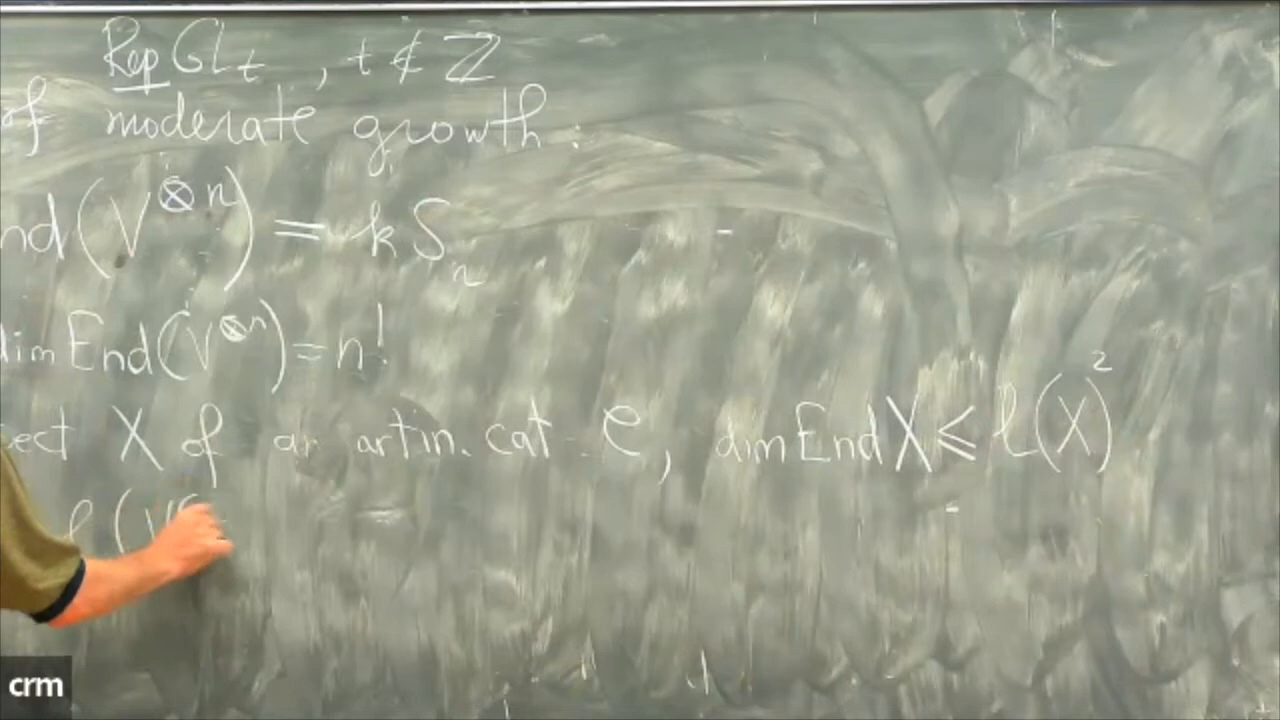 Rep GL_t , t ∉ ℤ
of moderate growth:
nd(V^{⊗n}) = k S_n
dim End(V^{⊗n}) = n!
ect X of an artin. cat. C, dim End X ≤ l(X)^2
l(V
crm